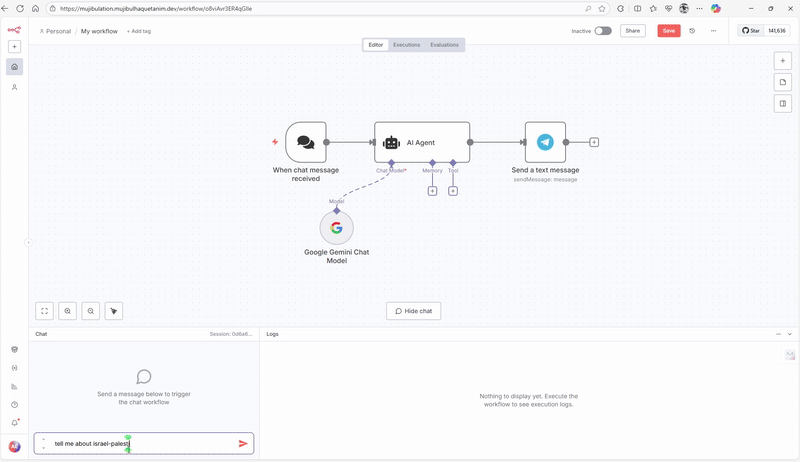 https://mujibulation.mujibulhaquetanim.dev/workflow/o8viAvr3ER4qGlIe
Personal / My workflow + Add tag
Inactive Share Save Star 141,636
Editor Executions Evaluations
AI Agent
When chat message
received
Chat Model* Memory Tool
Send a text message
sendMessage: message
Model
Google Gemini Chat
Model
Hide chat
Chat Session: 0d6a6...
Logs
Send a message below to trigger
the chat workflow
Nothing to display yet. Execute the
workflow to see execution logs.
tell me about israel-palesti